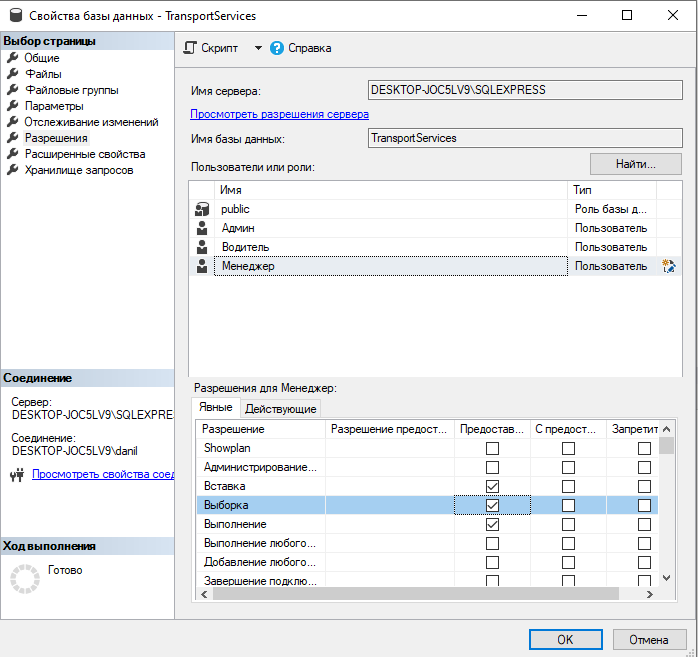 Свойства базы данных - TransportServices
Выбор страницы
Общие
Файлы
Файловые группы
Параметры
Отслеживание изменений
Разрешения
Расширенные свойства
Хранилище запросов
Скрипт
Справка
Имя сервера: DESKTOP-JOC5LV9\SQLEXPRESS
Просмотреть разрешения сервера
Имя базы данных: TransportServices
Пользователи или роли: Найти...
Имя Тип
public Роль базы д...
Админ Пользователь
Водитель Пользователь
Менеджер Пользователь
Соединение
Сервер:
DESKTOP-JOC5LV9\SQLEXPRE
Соединение:
DESKTOP-JOC5LV9\danil
Просмотреть свойства соед
Ход выполнения
Готово
Разрешения для Менеджер:
Явные Действующие
Разрешение Разрешение предост... Предостав... С предост... Запретит
Showplan
Администрирование...
Вставка
Выборка
Выполнение
Выполнение любого...
Добавление любого...
Завершение подклю...
OK Отмена